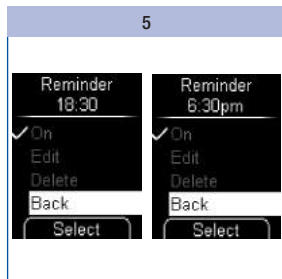 5
Reminder
18:30
✓ On
Edit
Delete
Back
Select
Reminder
6:30pm
✓ On
Edit
Delete
Back
Select